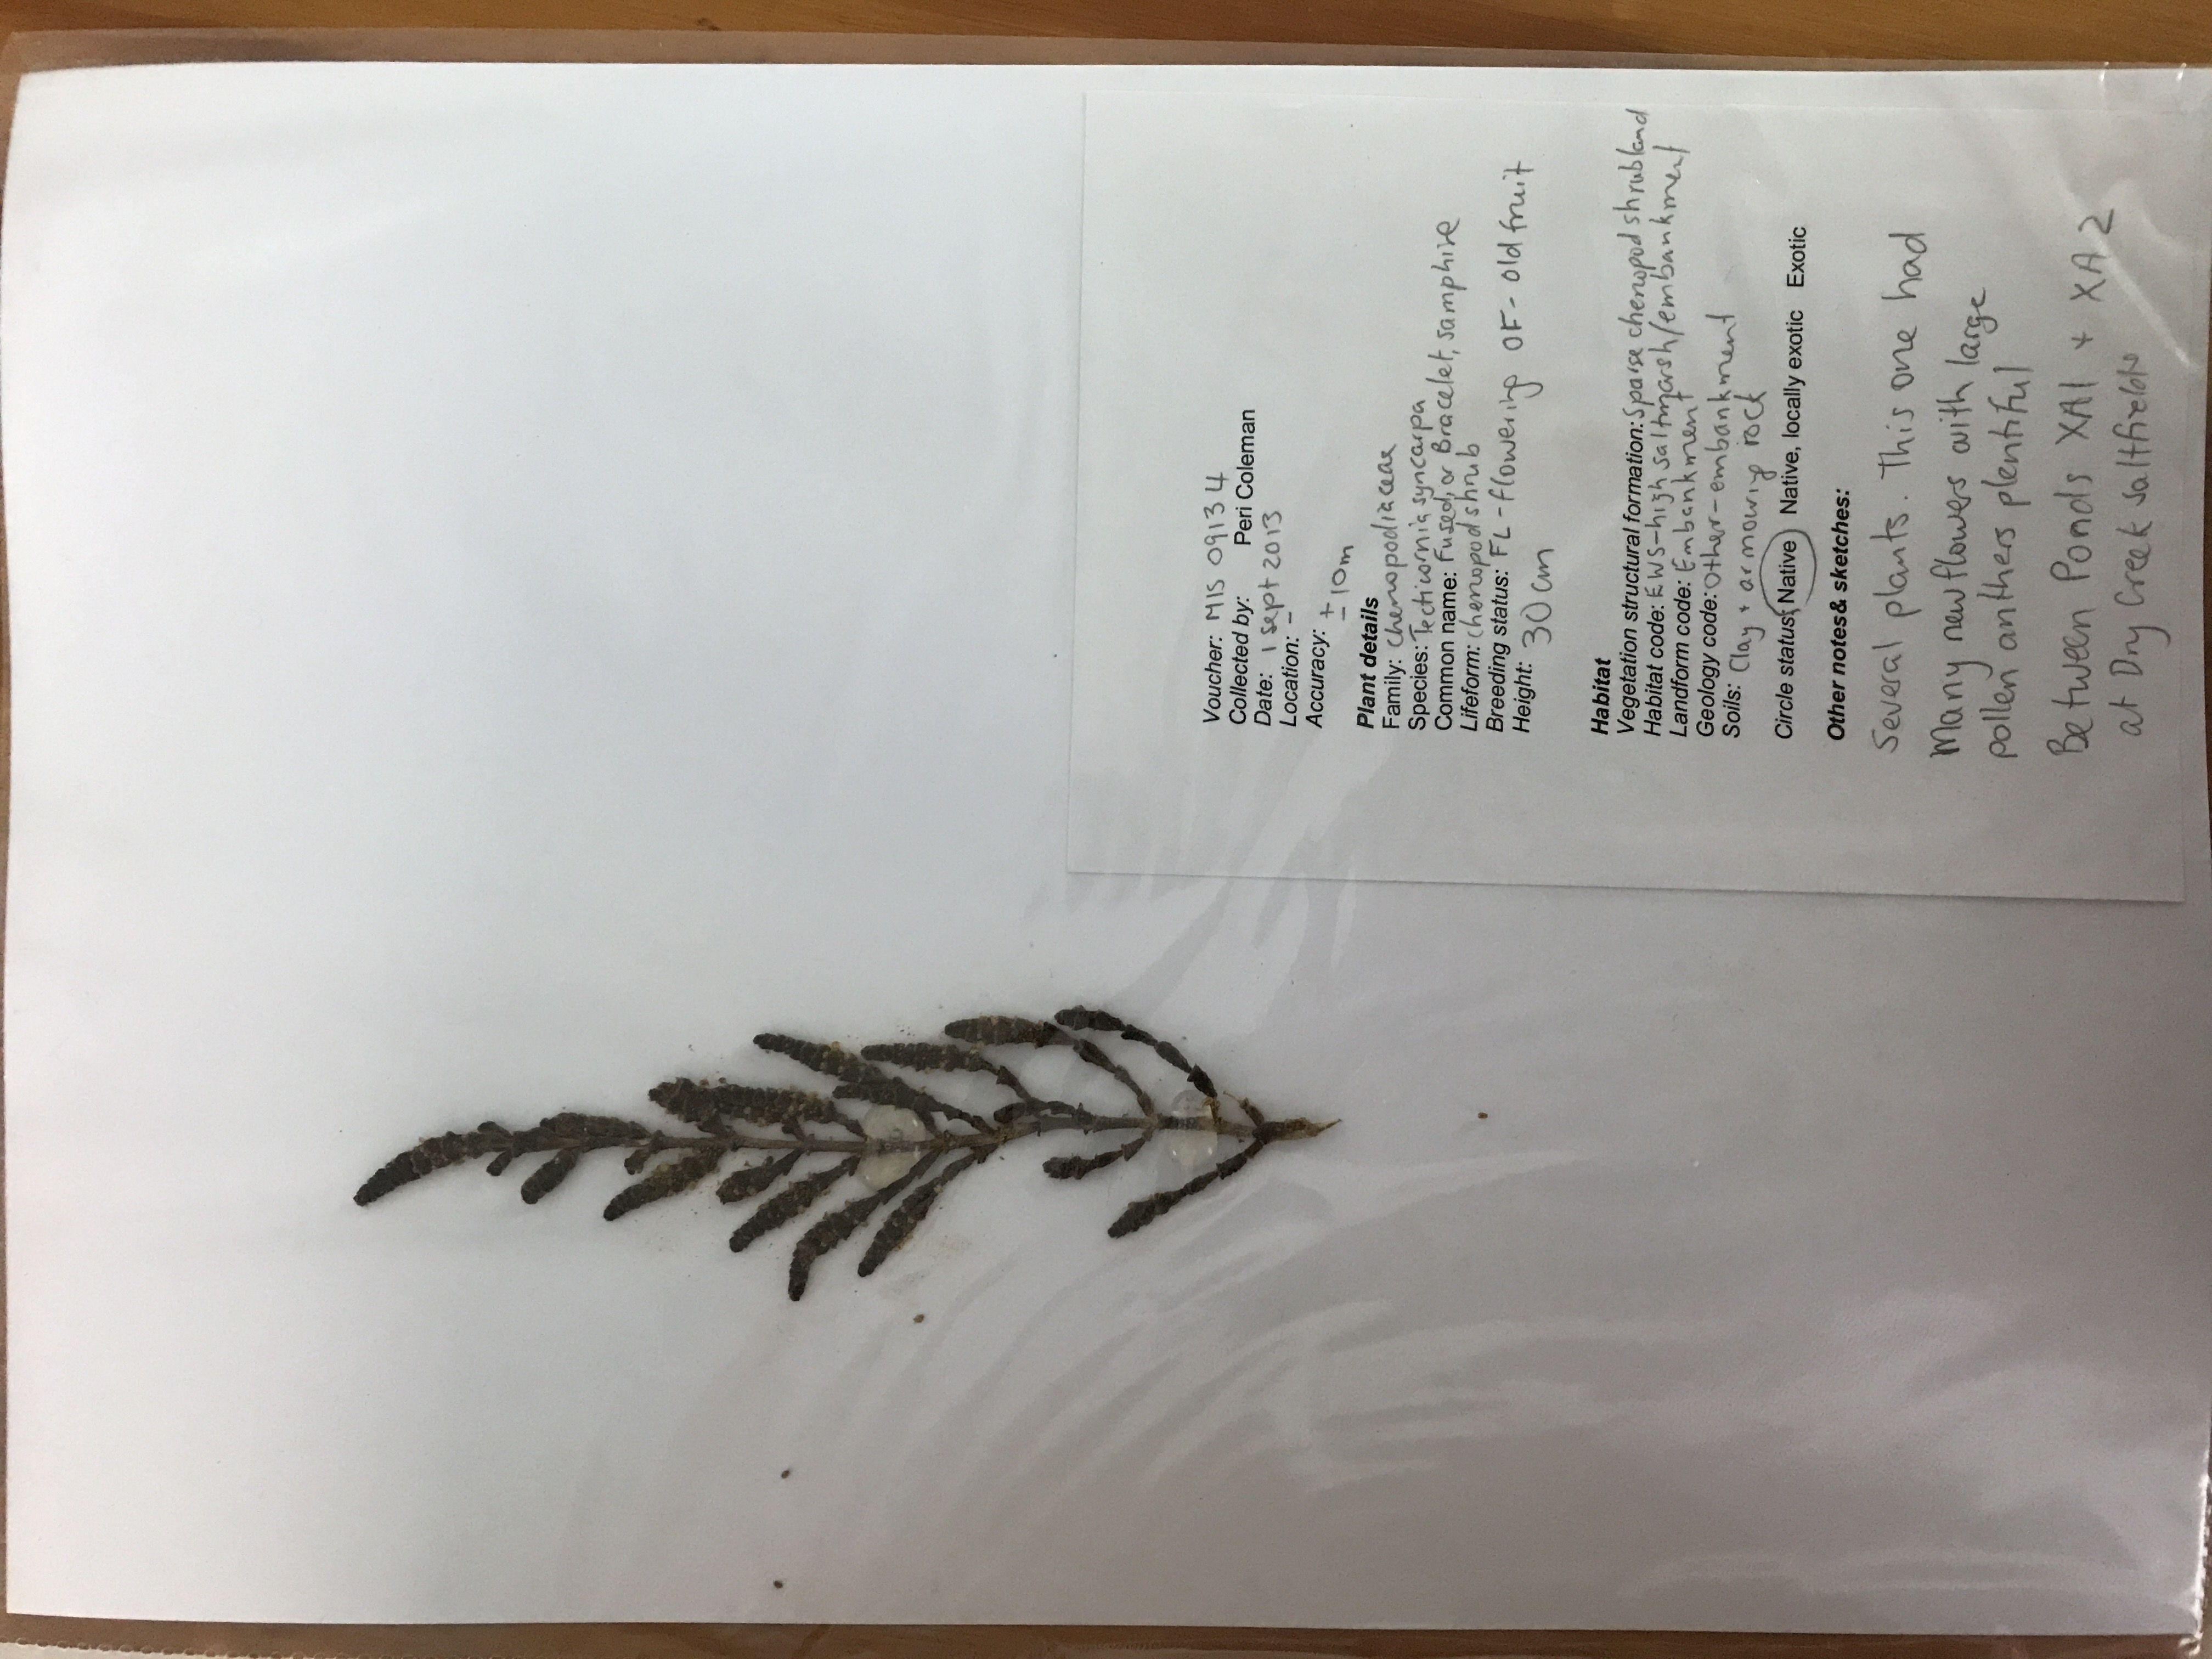 Voucher: MIS 09134
Collected by: Peri Coleman
Date: 1 sept 2013
Location: -
Accuracy: ± 10m
Plant details
Family: Chenopodiaceae
Species: Tecticornia syncarpa
Common name: Fused, or Bracelet, samphire
Lifeform: chenopod shrub
Breeding status: FL - flowering OF - old fruit
Height: 30 cm
Habitat
Vegetation structural formation: Sparse chenopod shrubland
Habitat code: EWS - high saltmarsh/embankment
Landform code: Embankment
Geology code: Other - embankment
Soils: Clay + armouring rock
Circle status: Native Native, locally exotic Exotic
Other notes& sketches:
Several plants. This one had
Many new flowers with large
pollen anthers plentiful
Between Ponds XA1 + XA2
at Dry Creek saltfields